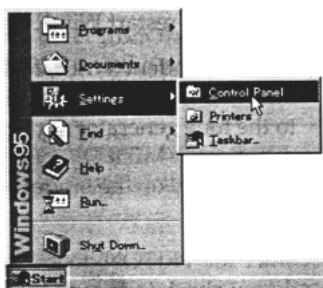 Programs
Documents
Settings
Control Panel
Printers
Taskbar...
Find
Help
Run...
Shut Down...
Windows95
Start